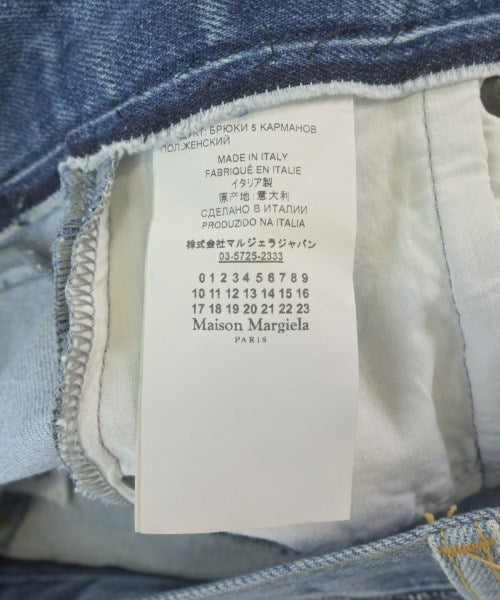 БРЮКИ 5 КАРМАНОВ
ПОЛ:ЖЕНСКИЙ
MADE IN ITALY
FABRIQUÉ EN ITALIE
イタリア製
原产地:意大利
СДЕЛАНО В ИТАЛИИ
PRODUZIDO NA ITALIA
株式会社マルジェラジャパン
03-5725-2333
0 1 2 3 4 5 6 7 8 9
10 11 12 13 14 15 16
17 18 19 20 21 22 23
Maison Margiela
PARIS